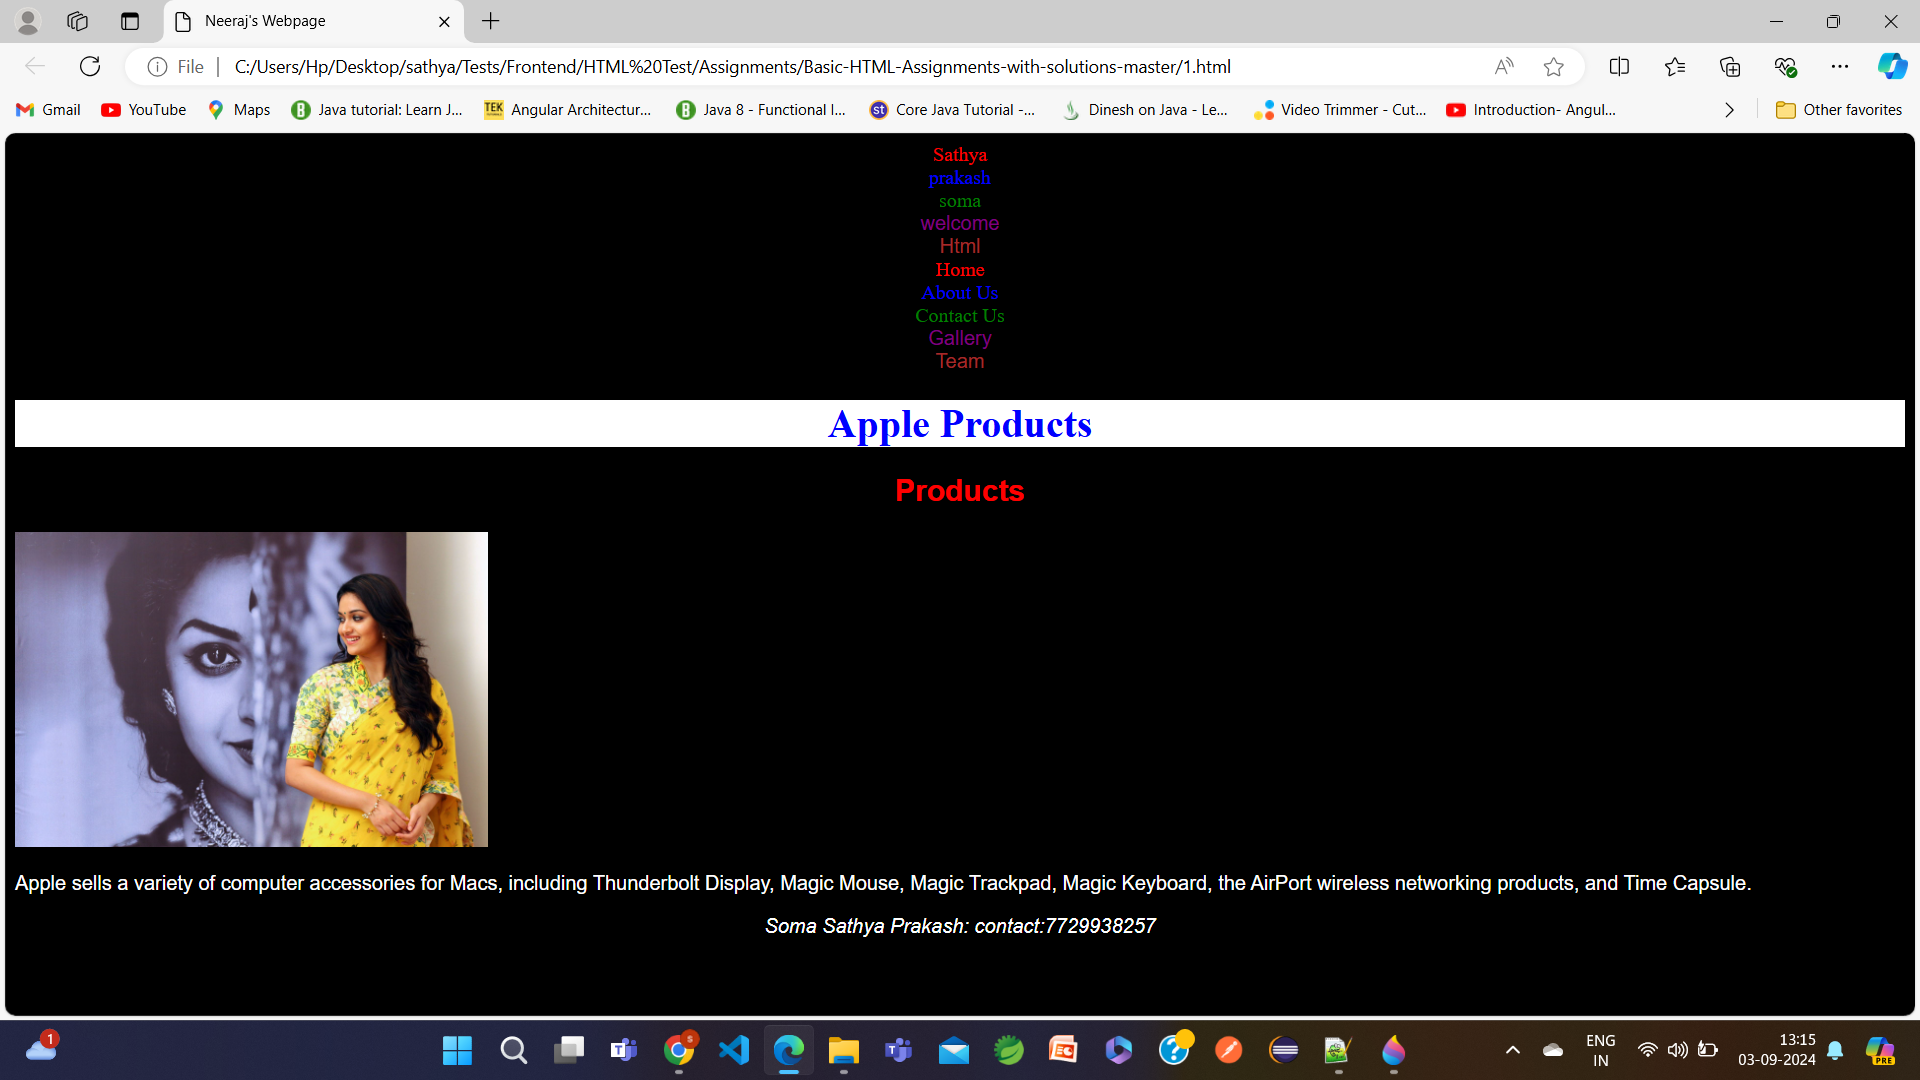 Neeraj's Webpage
File
C:/Users/Hp/Desktop/sathya/Tests/Frontend/HTML%20Test/Assignments/Basic-HTML-Assignments-with-solutions-master/1.html
Gmail
YouTube
Maps
Java tutorial: Learn J...
TEK
Angular Architectur...
Java 8 - Functional I...
st
Core Java Tutorial -...
Dinesh on Java - Le...
Video Trimmer - Cut...
Introduction- Angul...
Other favorites
Sathya
prakash
soma
welcome
Html
Home
About Us
Contact Us
Gallery
Team
Apple Products
Products
Apple sells a variety of computer accessories for Macs, including Thunderbolt Display, Magic Mouse, Magic Trackpad, Magic Keyboard, the AirPort wireless networking products, and Time Capsule.
Soma Sathya Prakash: contact:7729938257
1
ENG
IN
13:15
03-09-2024
PRE